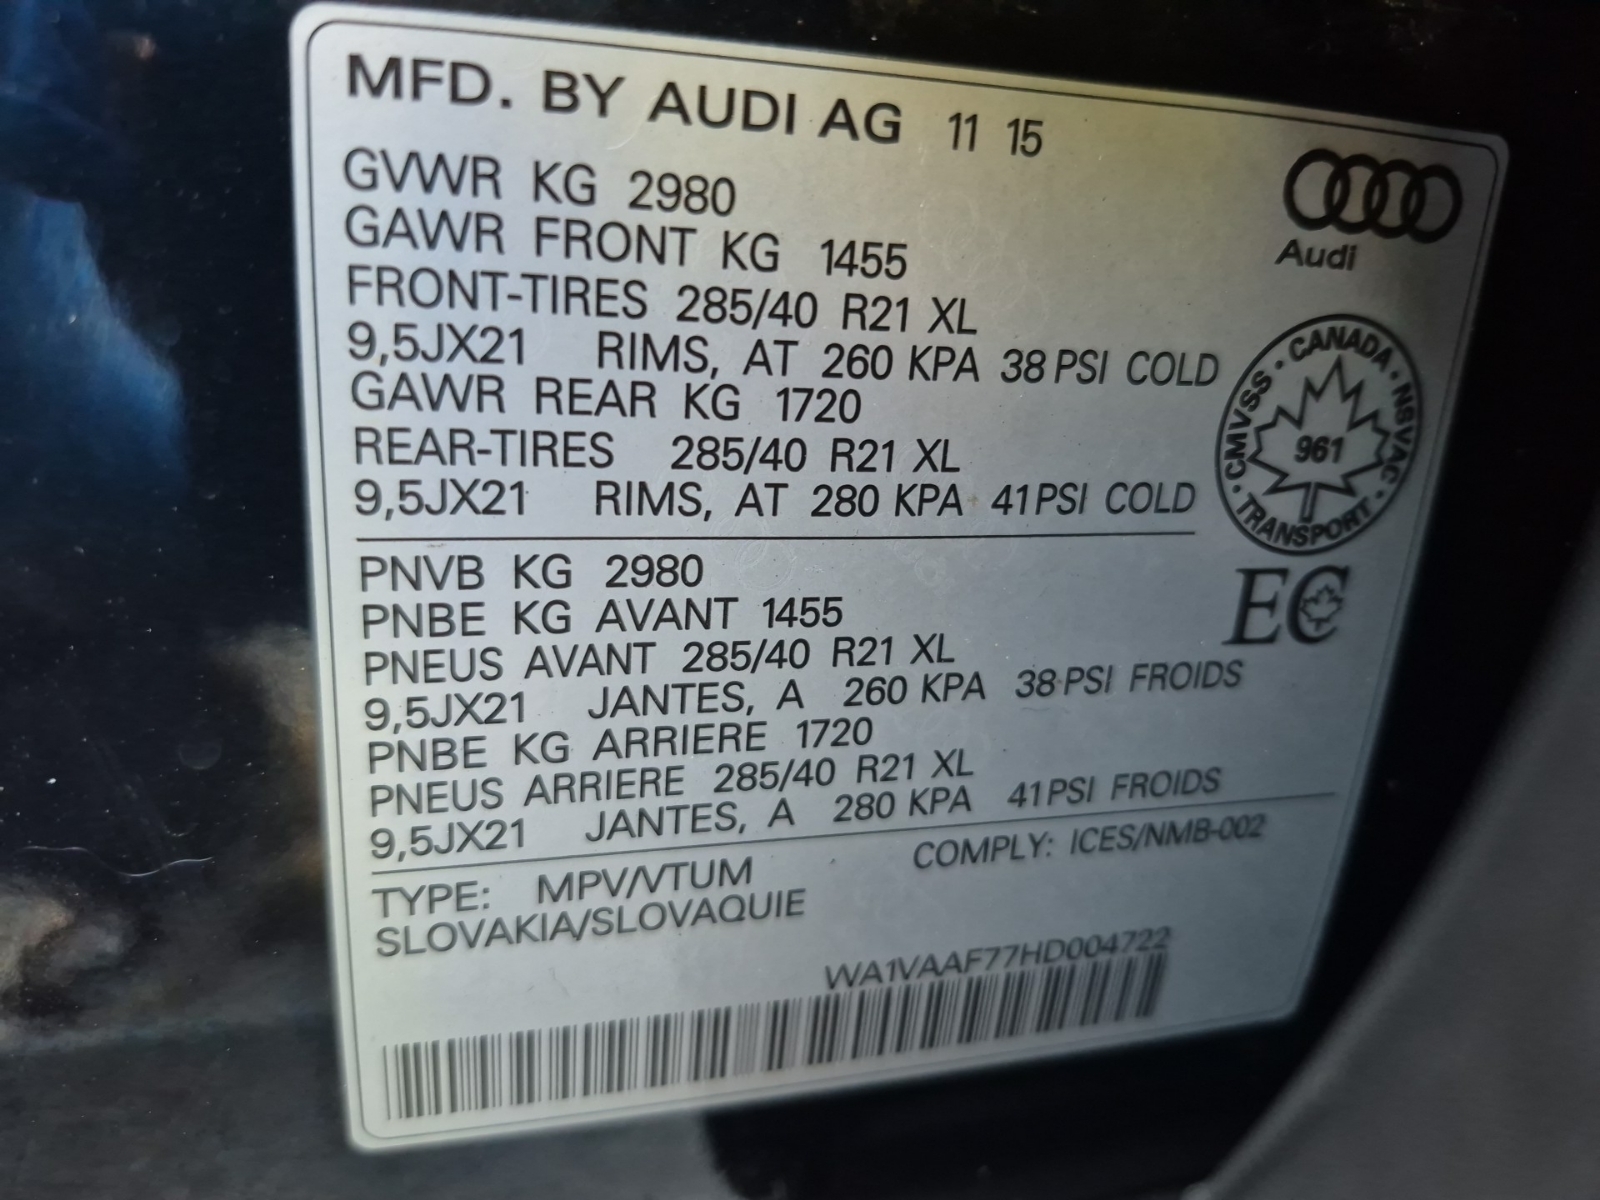 MFD. BY AUDI AG 11 15
Audi
GVWR KG 2980
GAWR FRONT KG 1455
FRONT-TIRES 285/40 R21 XL
9,5JX21 RIMS, AT 260 KPA 38 PSI COLD
GAWR REAR KG 1720
REAR-TIRES 285/40 R21 XL
9,5JX21 RIMS, AT 280 KPA 41PSI COLD
CANADA · NSVAC · TRANSPORT · CMVSS ·
961
EC
PNVB KG 2980
PNBE KG AVANT 1455
PNEUS AVANT 285/40 R21 XL
9,5JX21 JANTES, A 260 KPA 38 PSI FROIDS
PNBE KG ARRIERE 1720
PNEUS ARRIERE 285/40 R21 XL
9,5JX21 JANTES, A 280 KPA 41PSI FROIDS
TYPE: MPV/VTUM COMPLY: ICES/NMB-002
SLOVAKIA/SLOVAQUIE
WA1VAAF77HD004722